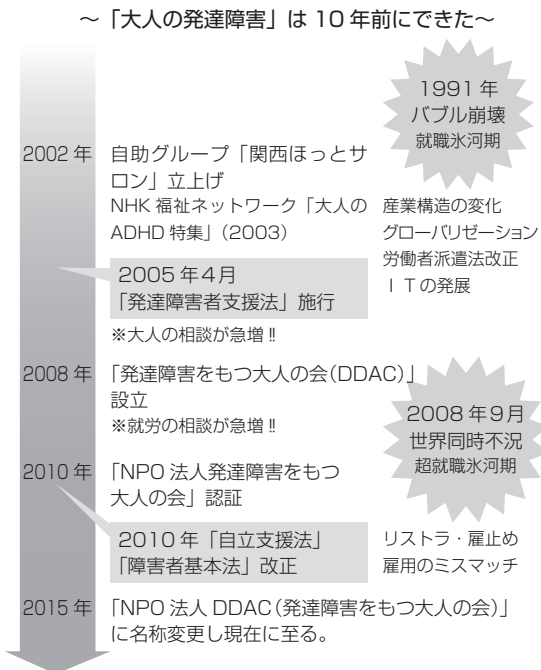 ～「大人の発達障害」は 10 年前にできた～
1991 年
バブル崩壊
就職氷河期
2002 年 自助グループ「関西ほっとサ
ロン」立上げ
NHK 福祉ネットワーク「大人の
ADHD 特集」(2003)
産業構造の変化
グローバリゼーション
労働者派遣法改正
I Tの発展
2005 年4月
「発達障害者支援法」施行
※大人の相談が急増 !!
2008 年 「発達障害をもつ大人の会(DDAC)」
設立
※就労の相談が急増 !!
2008 年9月
世界同時不況
超就職氷河期
2010 年 「NPO 法人発達障害をもつ
大人の会」認証
2010 年「自立支援法」
「障害者基本法」改正
リストラ・雇止め
雇用のミスマッチ
2015 年 「NPO 法人 DDAC(発達障害をもつ大人の会)」
に名称変更し現在に至る。